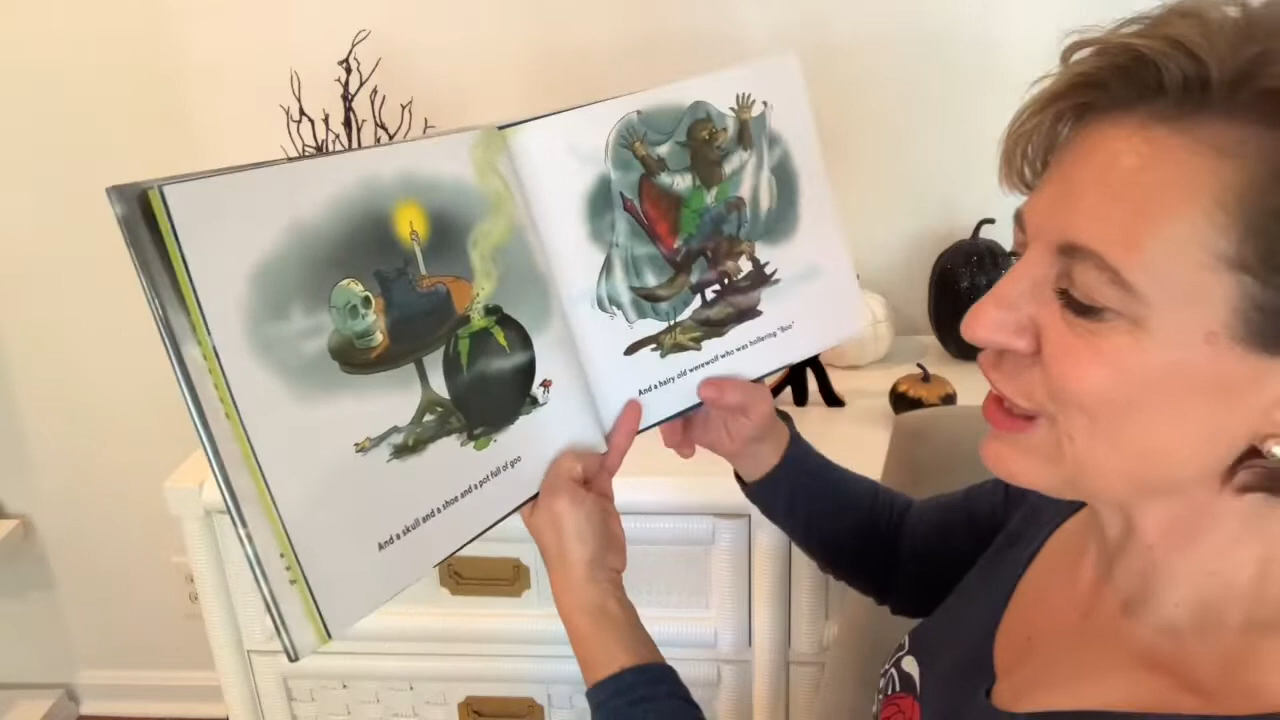 And a skull and a shoe and a pot full of goo
And a hairy old werewolf who was hollering "Boo"